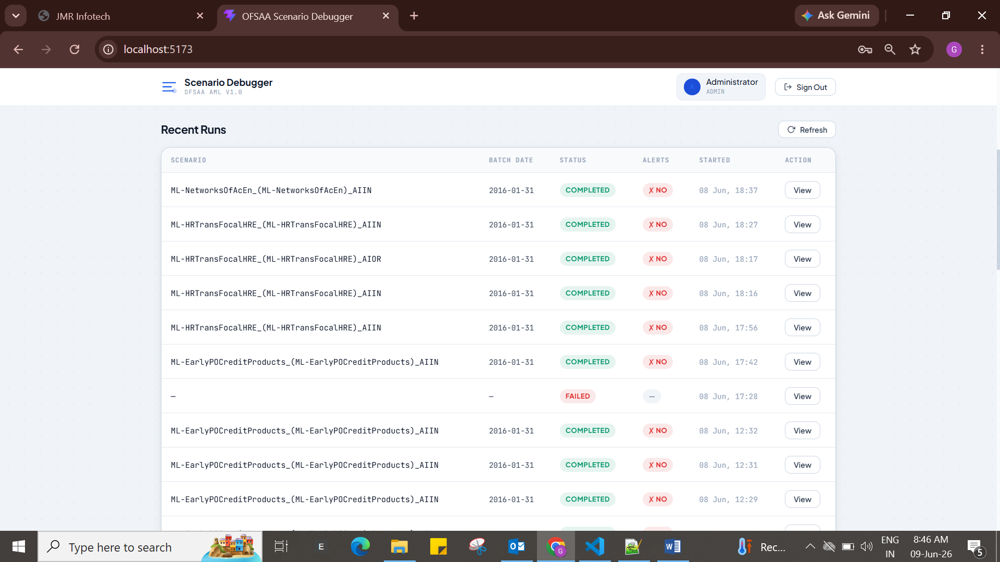 JMR Infotech
OFSAA Scenario Debugger
Ask Gemini
localhost:5173
G
Scenario Debugger
OFSAA AML V1.0
A
Administrator
ADMIN
Sign Out
Recent Runs
Refresh
SCENARIO BATCH DATE STATUS ALERTS STARTED ACTION
ML-NetworksOfAcEn_(ML-NetworksOfAcEn)_AIIN 2016-01-31 COMPLETED ✗ NO 08 Jun, 18:37 View
ML-HRTransFocalHRE_(ML-HRTransFocalHRE)_AIIN 2016-01-31 COMPLETED ✗ NO 08 Jun, 18:27 View
ML-HRTransFocalHRE_(ML-HRTransFocalHRE)_AIOR 2016-01-31 COMPLETED ✗ NO 08 Jun, 18:17 View
ML-HRTransFocalHRE_(ML-HRTransFocalHRE)_AIIN 2016-01-31 COMPLETED ✗ NO 08 Jun, 18:16 View
ML-HRTransFocalHRE_(ML-HRTransFocalHRE)_AIIN 2016-01-31 COMPLETED ✗ NO 08 Jun, 17:56 View
ML-EarlyPOCreditProducts_(ML-EarlyPOCreditProducts)_AIIN 2016-01-31 COMPLETED ✗ NO 08 Jun, 17:42 View
— — FAILED — 08 Jun, 17:28 View
ML-EarlyPOCreditProducts_(ML-EarlyPOCreditProducts)_AIIN 2016-01-31 COMPLETED ✗ NO 08 Jun, 12:32 View
ML-EarlyPOCreditProducts_(ML-EarlyPOCreditProducts)_AIIN 2016-01-31 COMPLETED ✗ NO 08 Jun, 12:31 View
ML-EarlyPOCreditProducts_(ML-EarlyPOCreditProducts)_AIIN 2016-01-31 COMPLETED ✗ NO 08 Jun, 12:29 View
Type here to search
E
G
Rec...
ENG
IN
8:46 AM
09-Jun-26
5